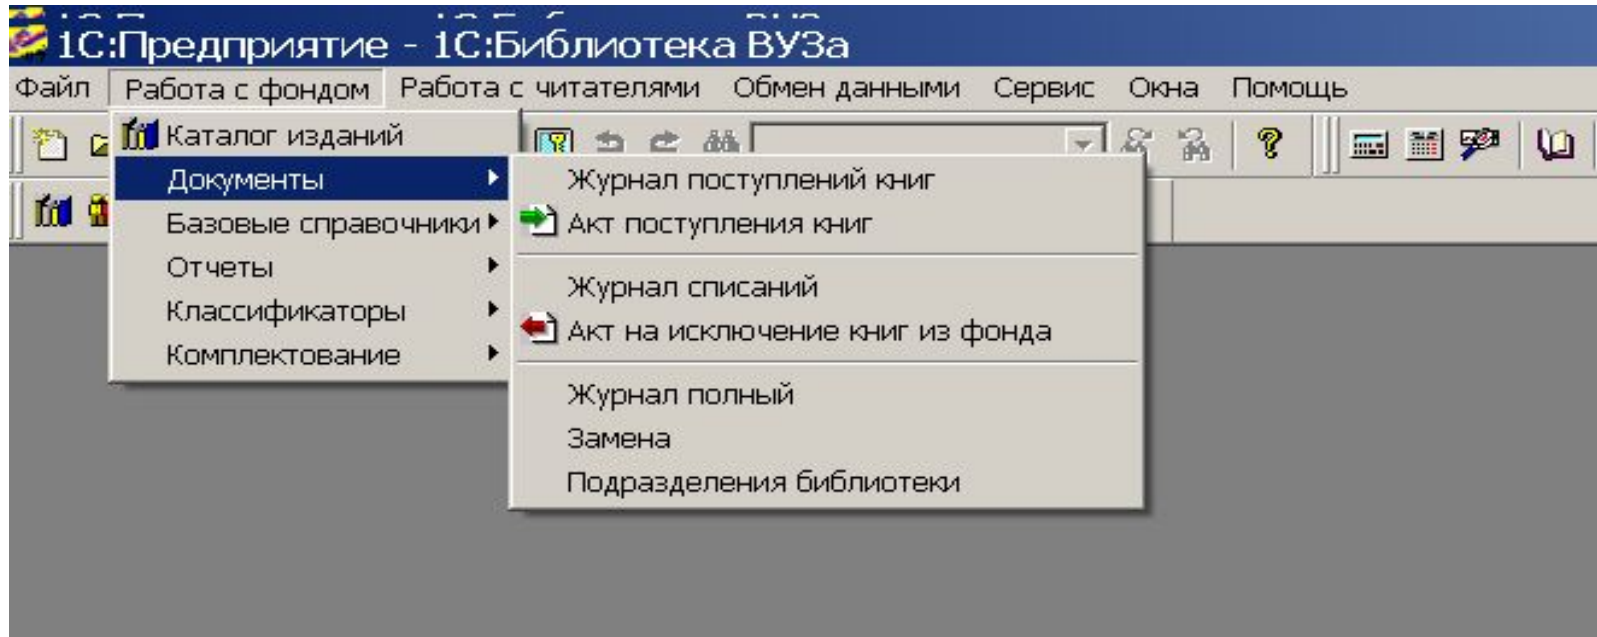 1С:Предприятие - 1С:Библиотека ВУЗа
Файл Работа с фондом Работа с читателями Обмен данными Сервис Окна Помощь
Каталог изданий
Документы
Базовые справочники
Отчеты
Классификаторы
Комплектование
Журнал поступлений книг
Акт поступления книг
Журнал списаний
Акт на исключение книг из фонда
Журнал полный
Замена
Подразделения библиотеки